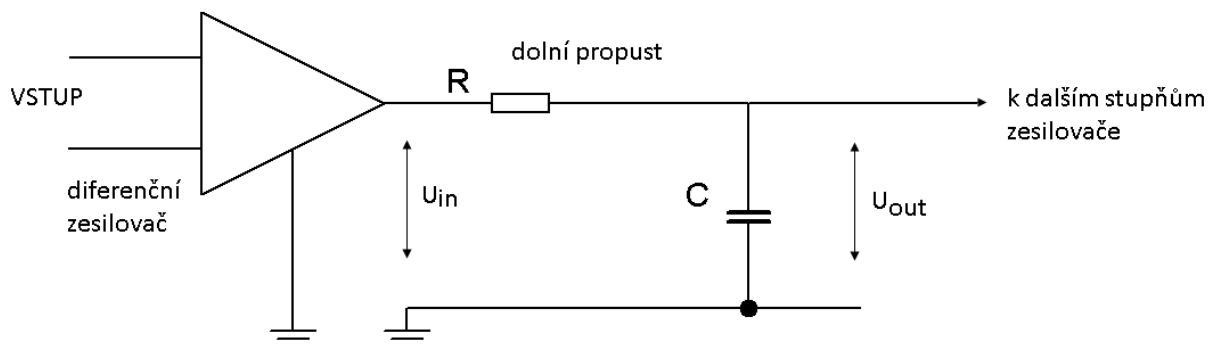 dolní propust
R
VSTUP
k dalším stupňům
zesilovače
diferenční
zesilovač
Uin
C
Uout